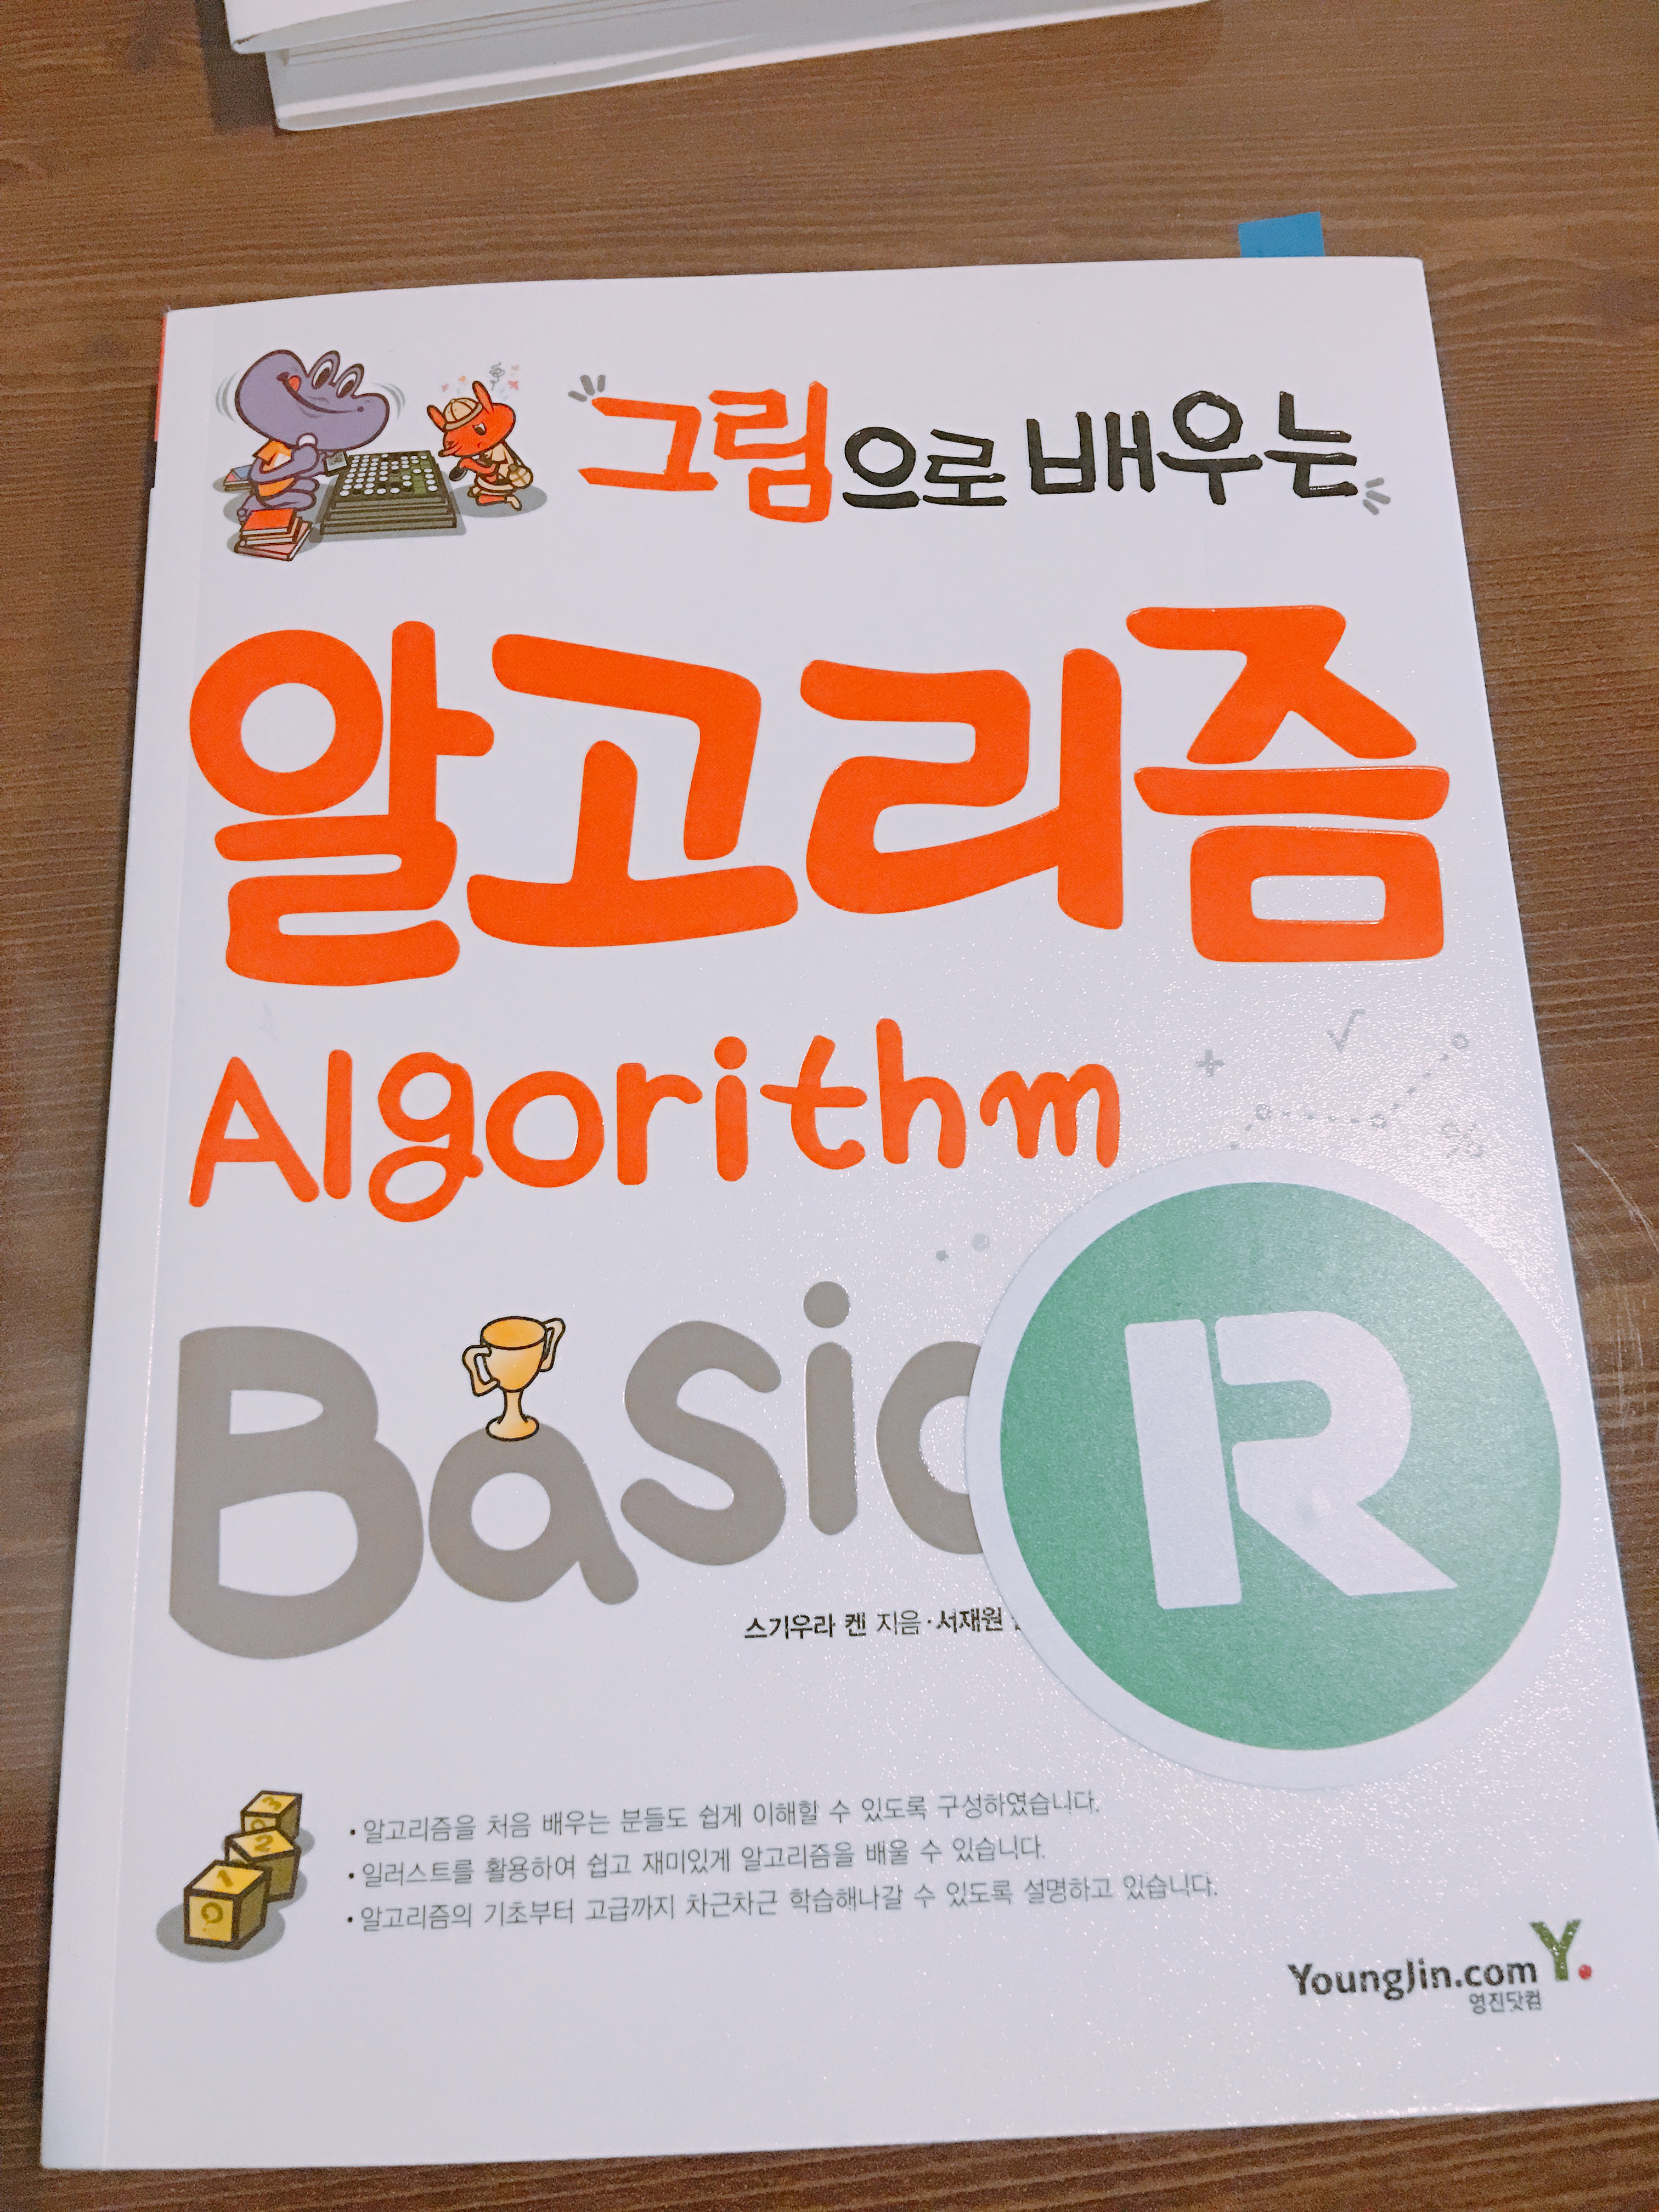 그림으로 배우는
알고리즘
Algorithm
Basic
R
스기우라 켄 지음·서재원
3
2
1
•알고리즘을 처음 배우는 분들도 쉽게 이해할 수 있도록 구성하였습니다.
•일러스트를 활용하여 쉽고 재미있게 알고리즘을 배울 수 있습니다.
•알고리즘의 기초부터 고급까지 차근차근 학습해나갈 수 있도록 설명하고 있습니다.
YoungJin.com Y.
영진닷컴